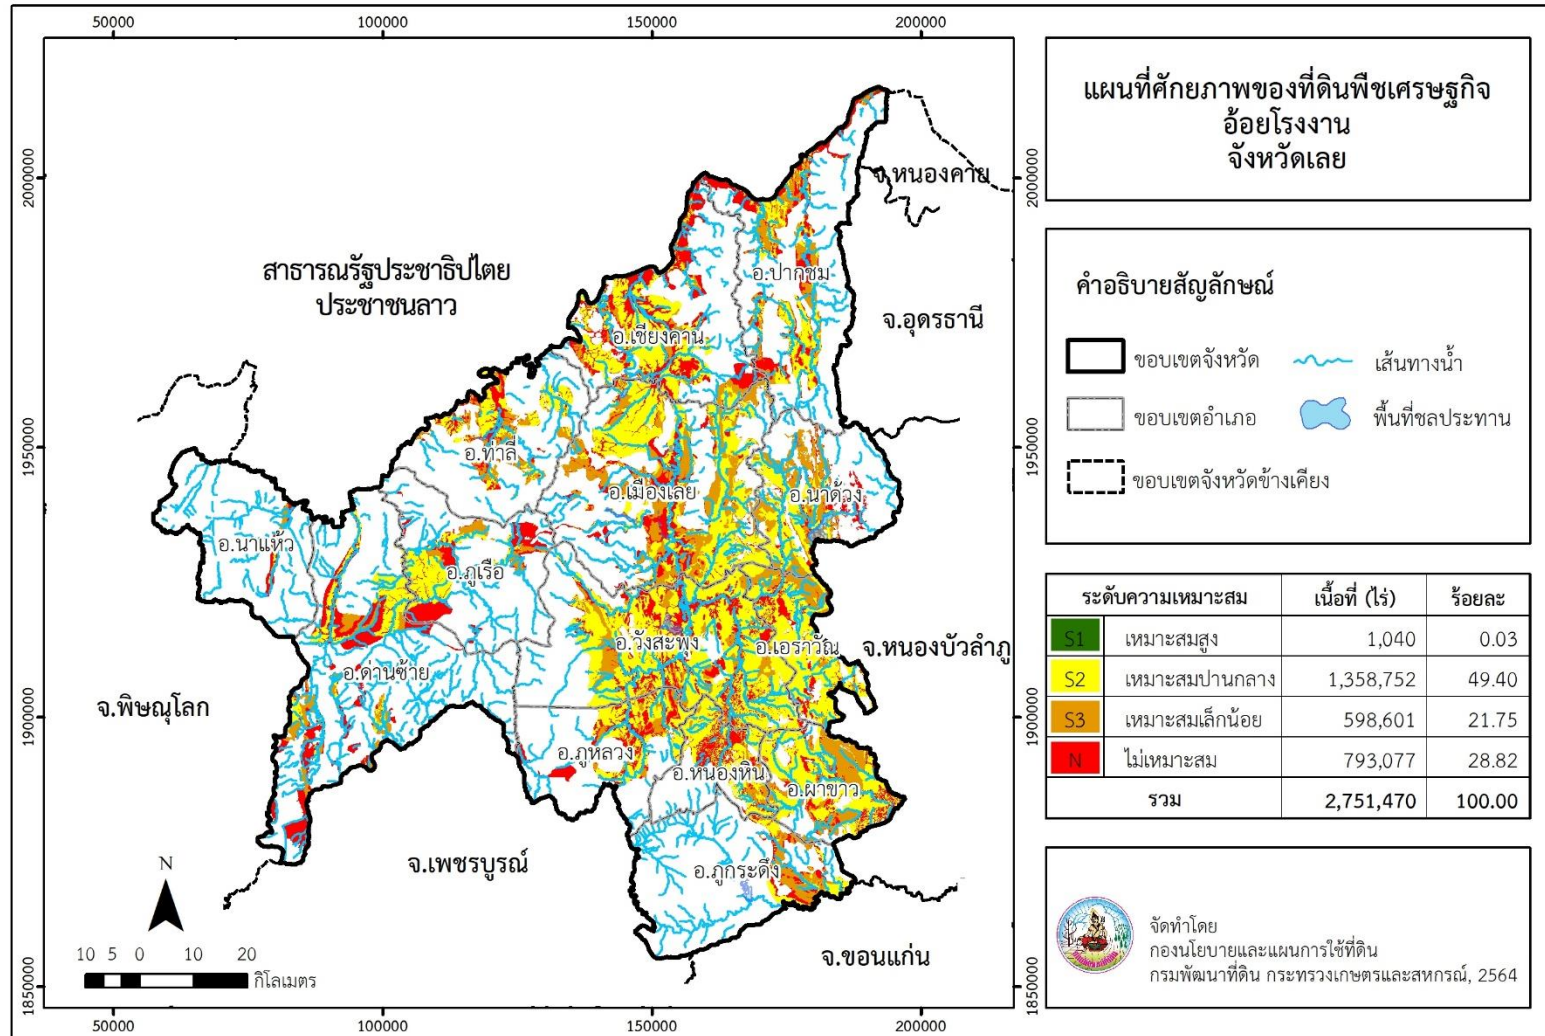 50000 100000 150000 200000
2000000
1950000
1900000
1850000
สาธารณรัฐประชาธิปไตย
ประชาชนลาว
จ.หนองคาย
จ.อุดรธานี
จ.หนองบัวลำภู
จ.ขอนแก่น
จ.เพชรบูรณ์
จ.พิษณุโลก
อ.ปากชม
อ.เชียงคาน
อ.ท่าลี่
อ.เมืองเลย
อ.นาด้วง
อ.นาแห้ว
อ.ภูเรือ
อ.ด่านซ้าย
อ.วังสะพุง
อ.เอราวัณ
อ.ภูหลวง
อ.หนองหิน
อ.ผาขาว
อ.ภูกระดึง
N
10 5 0 10 20
กิโลเมตร
50000 100000 150000 200000
2000000
1950000
1900000
1850000
แผนที่ศักยภาพของที่ดินพืชเศรษฐกิจ
อ้อยโรงงาน
จังหวัดเลย
คำอธิบายสัญลักษณ์
ขอบเขตจังหวัด เส้นทางน้ำ
ขอบเขตอำเภอ พื้นที่ชลประทาน
ขอบเขตจังหวัดข้างเคียง
ระดับความเหมาะสม เนื้อที่ (ไร่) ร้อยละ
S1 เหมาะสมสูง 1,040 0.03
S2 เหมาะสมปานกลาง 1,358,752 49.40
S3 เหมาะสมเล็กน้อย 598,601 21.75
N ไม่เหมาะสม 793,077 28.82
รวม 2,751,470 100.00
จัดทำโดย
กองนโยบายและแผนการใช้ที่ดิน
กรมพัฒนาที่ดิน กระทรวงเกษตรและสหกรณ์, 2564